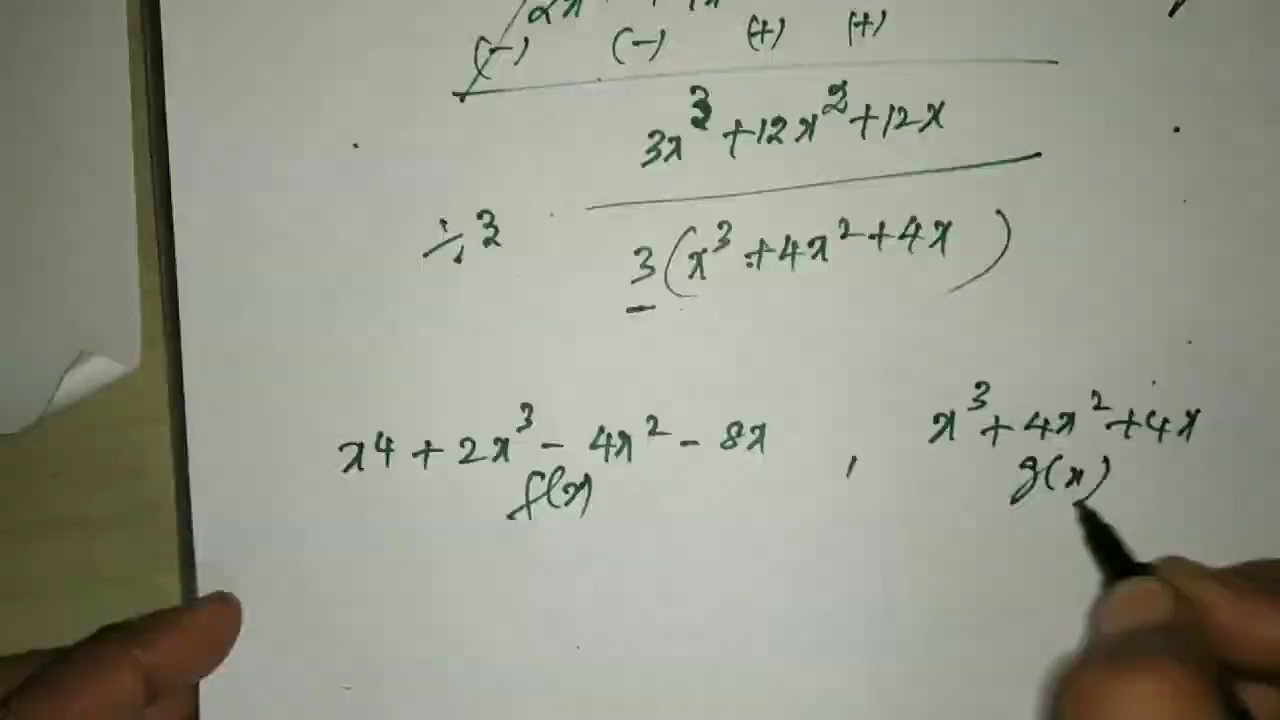 (-) (-) (+) (+)
3x³ + 12x² + 12x
÷ 3 3(x³ + 4x² + 4x)
x⁴ + 2x³ - 4x² - 8x , x³ + 4x² + 4x
f(x) g(x)